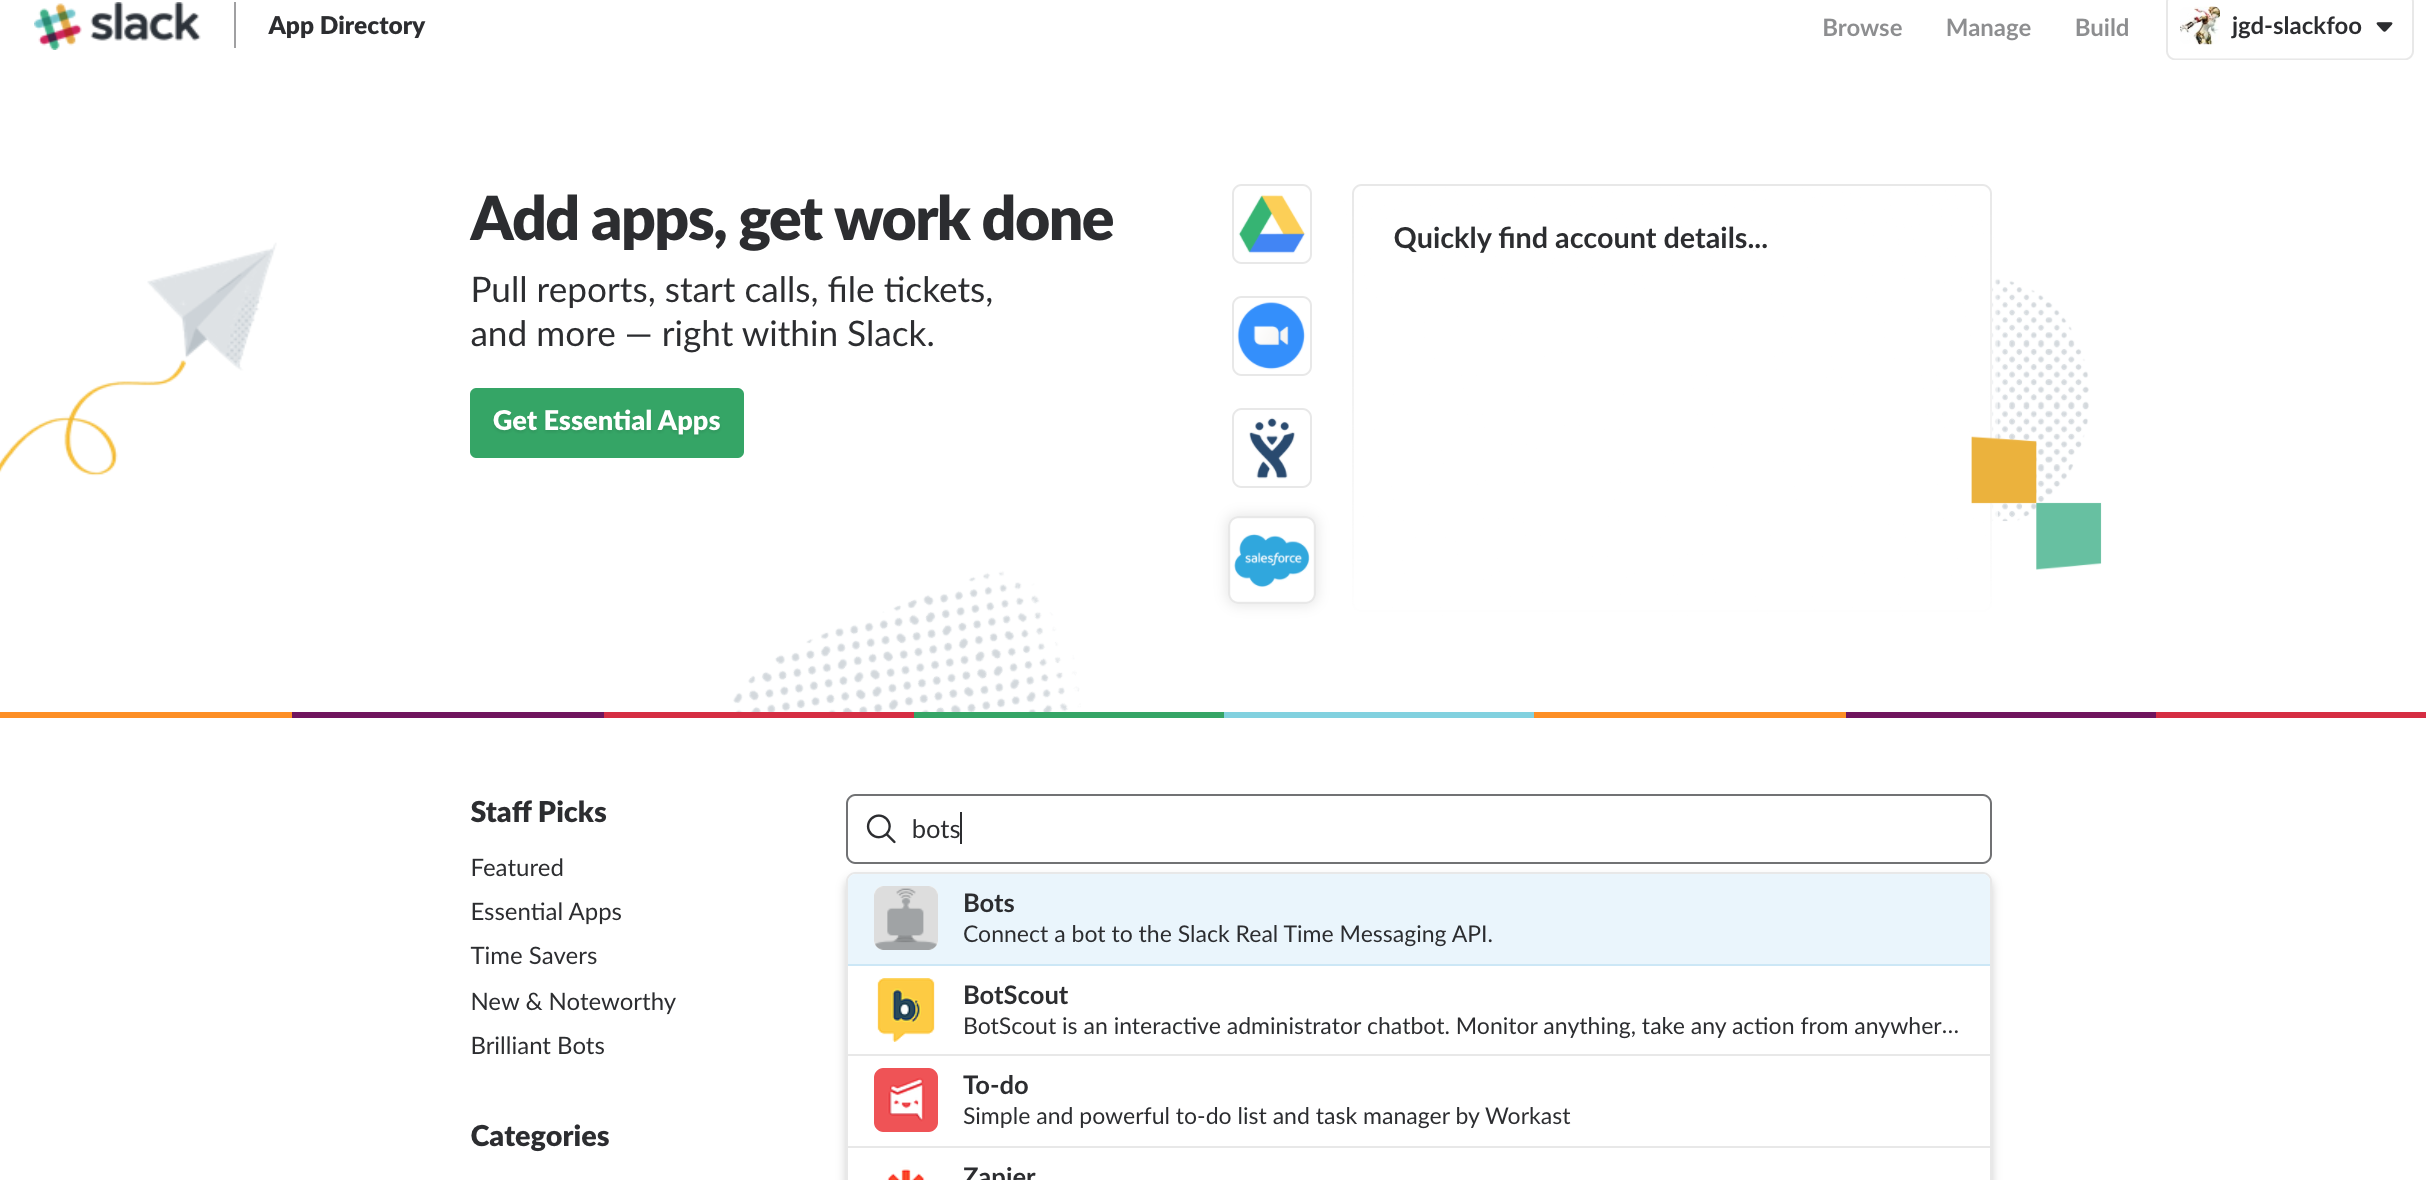 slack
App Directory
Browse
Manage
Build
jgd-slackfoo
Add apps, get work done
Pull reports, start calls, file tickets,
and more — right within Slack.
Get Essential Apps
Quickly find account details...
salesforce
Staff Picks
Featured
Essential Apps
Time Savers
New & Noteworthy
Brilliant Bots
Categories
bots
Bots
Connect a bot to the Slack Real Time Messaging API.
b
BotScout
BotScout is an interactive administrator chatbot. Monitor anything, take any action from anywher...
To-do
Simple and powerful to-do list and task manager by Workast
Zapier